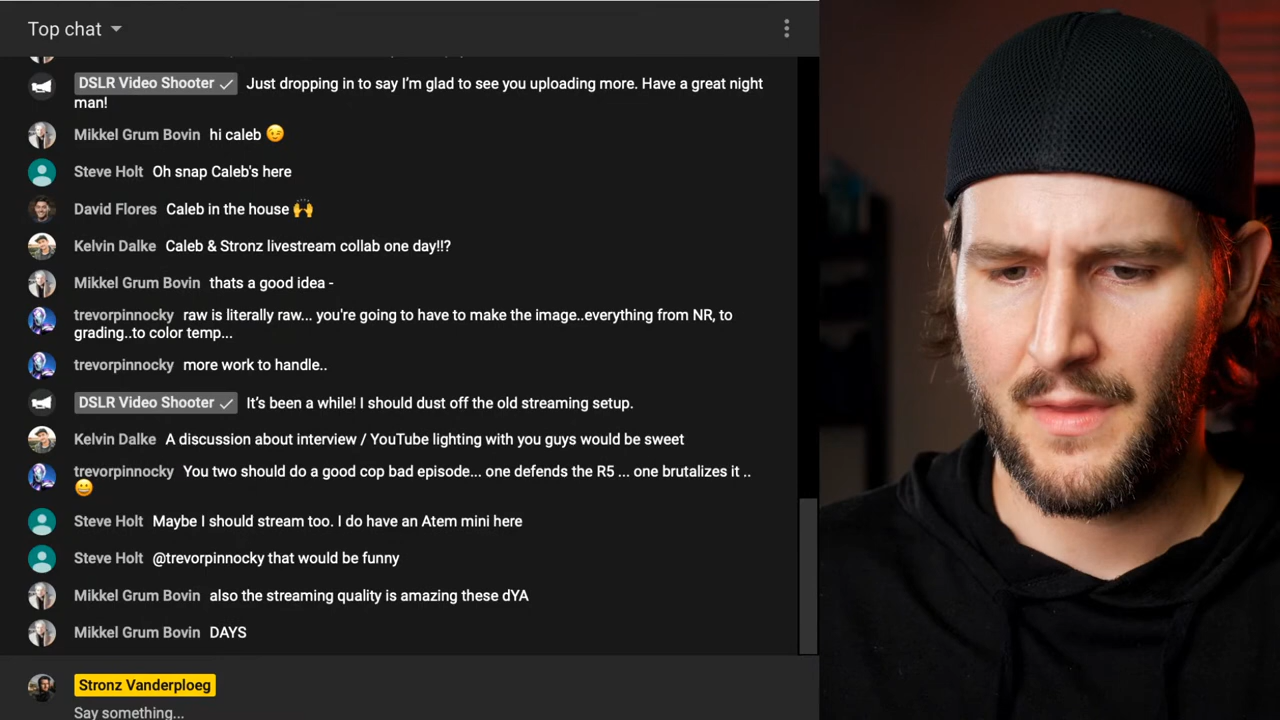 Top chat
DSLR Video Shooter Just dropping in to say I’m glad to see you uploading more. Have a great night
man!
Mikkel Grum Bovin hi caleb 😉
Steve Holt Oh snap Caleb's here
David Flores Caleb in the house 🙌
Kelvin Dalke Caleb & Stronz livestream collab one day!!?
Mikkel Grum Bovin thats a good idea -
trevorpinnocky raw is literally raw... you're going to have to make the image..everything from NR, to
grading..to color temp...
trevorpinnocky more work to handle..
DSLR Video Shooter It’s been a while! I should dust off the old streaming setup.
Kelvin Dalke A discussion about interview / YouTube lighting with you guys would be sweet
trevorpinnocky You two should do a good cop bad episode... one defends the R5 ... one brutalizes it ..
😀
Steve Holt Maybe I should stream too. I do have an Atem mini here
Steve Holt @trevorpinnocky that would be funny
Mikkel Grum Bovin also the streaming quality is amazing these dYA
Mikkel Grum Bovin DAYS
Stronz Vanderploeg
Say something...